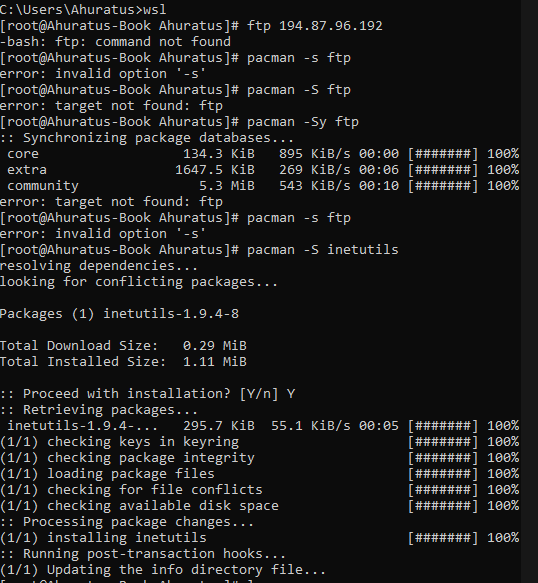 C:\Users\Ahuratus>wsl
[root@Ahuratus-Book Ahuratus]# ftp 194.87.96.192
-bash: ftp: command not found
[root@Ahuratus-Book Ahuratus]# pacman -s ftp
error: invalid option '-s'
[root@Ahuratus-Book Ahuratus]# pacman -S ftp
error: target not found: ftp
[root@Ahuratus-Book Ahuratus]# pacman -Sy ftp
:: Synchronizing package databases...
 core                  134.3 KiB   895 KiB/s 00:00 [#######] 100%
 extra                1647.5 KiB   269 KiB/s 00:06 [#######] 100%
 community               5.3 MiB   543 KiB/s 00:10 [#######] 100%
error: target not found: ftp
[root@Ahuratus-Book Ahuratus]# pacman -s ftp
error: invalid option '-s'
[root@Ahuratus-Book Ahuratus]# pacman -S inetutils
resolving dependencies...
looking for conflicting packages...

Packages (1) inetutils-1.9.4-8

Total Download Size:   0.29 MiB
Total Installed Size:  1.11 MiB

:: Proceed with installation? [Y/n] Y
:: Retrieving packages...
 inetutils-1.9.4-...   295.7 KiB  55.1 KiB/s 00:05 [#######] 100%
(1/1) checking keys in keyring                     [#######] 100%
(1/1) checking package integrity                   [#######] 100%
(1/1) loading package files                        [#######] 100%
(1/1) checking for file conflicts                  [#######] 100%
(1/1) checking available disk space                [#######] 100%
:: Processing package changes...
(1/1) installing inetutils                         [#######] 100%
:: Running post-transaction hooks...
(1/1) Updating the info directory file...
[root@Ahuratus-Book Ahuratus]#